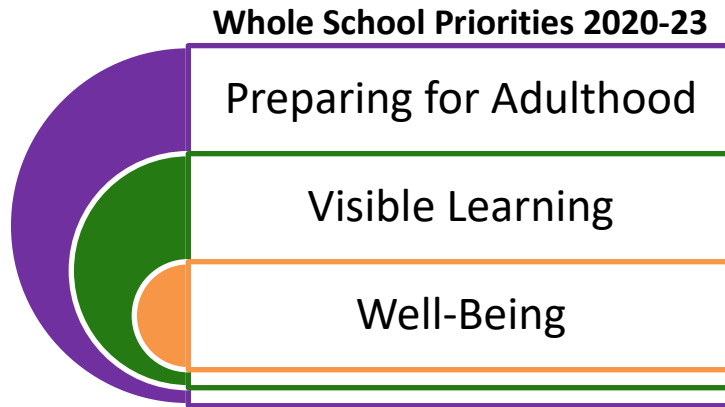 Whole School Priorities 2020-23
Preparing for Adulthood
Visible Learning
Well-Being